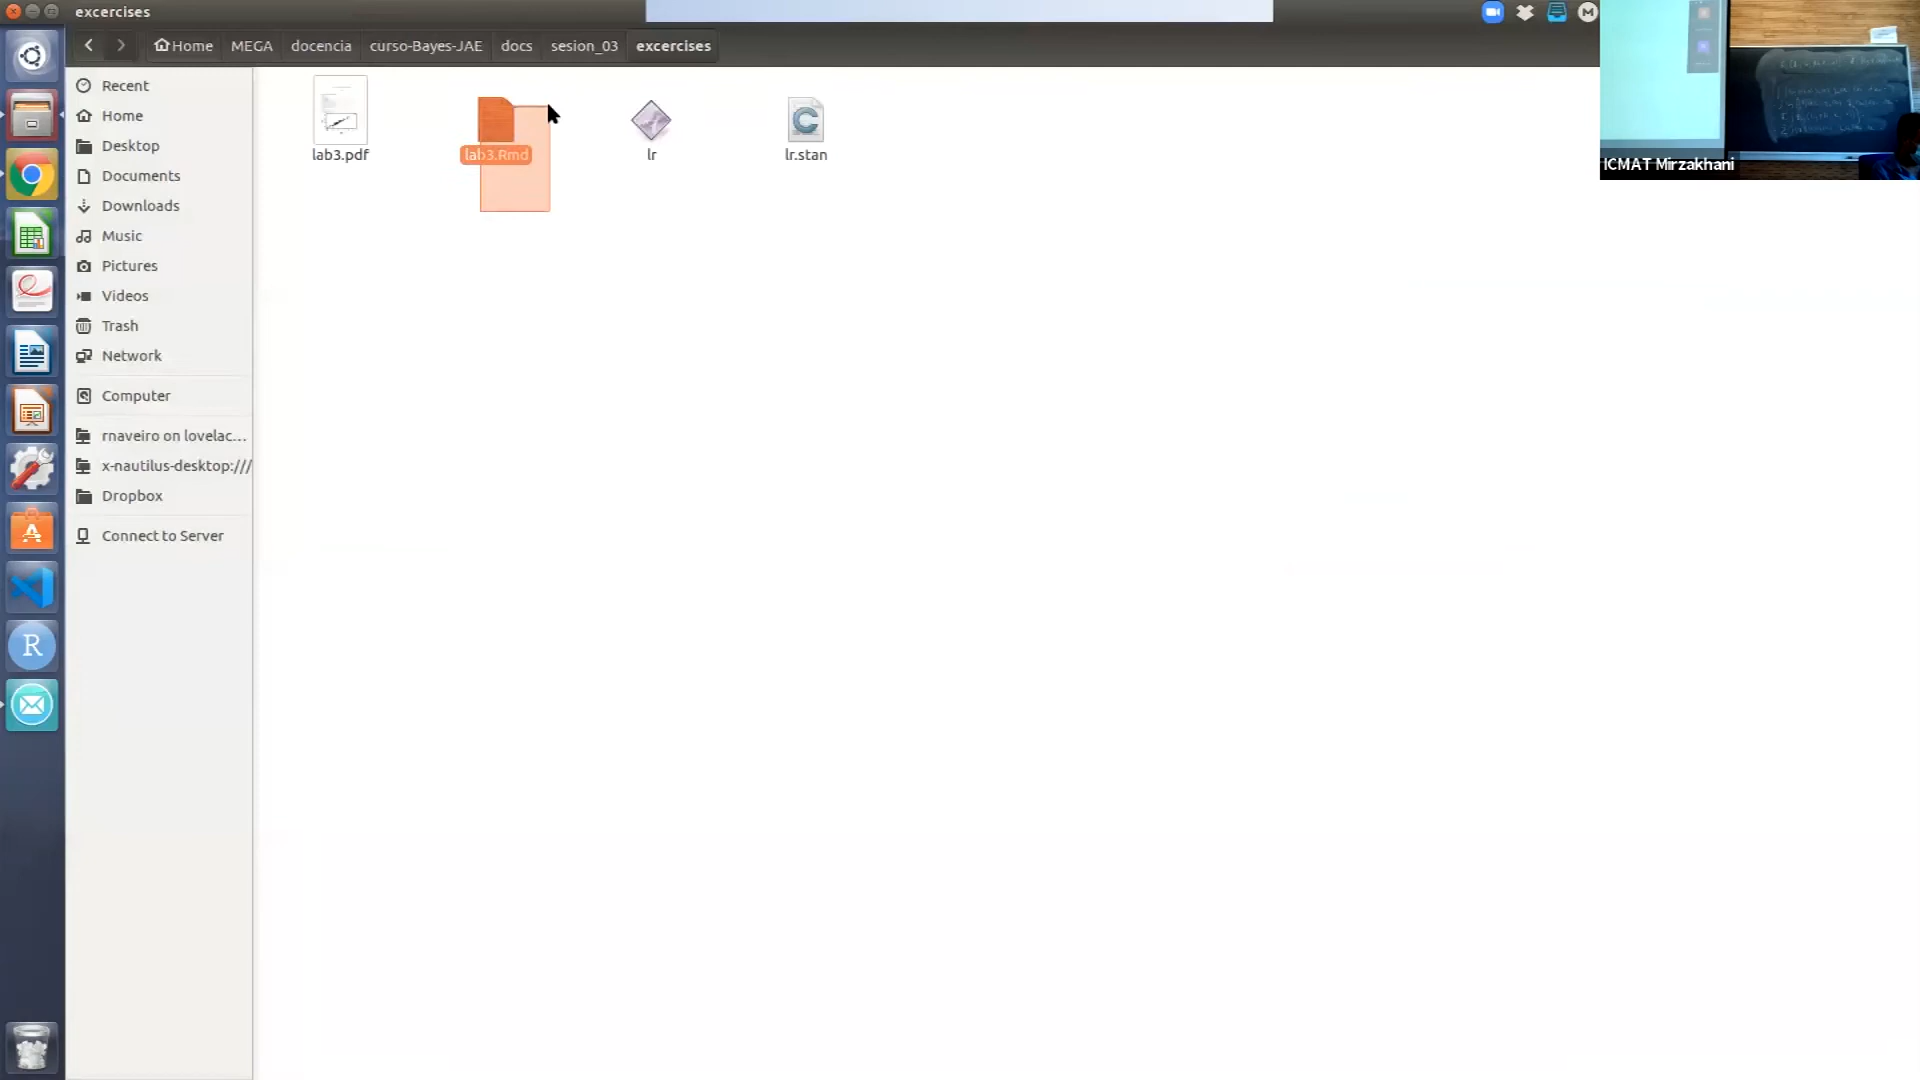 excercises
Home MEGA docencia curso-Bayes-JAE docs sesion_03 excercises
Recent
Home
Desktop
Documents
Downloads
Music
Pictures
Videos
Trash
Network
Computer
rnaveiro on lovelac...
x-nautilus-desktop:///
Dropbox
Connect to Server
lab3.pdf
lab3.Rmd
lr
lr.stan
ICMAT Mirzakhani